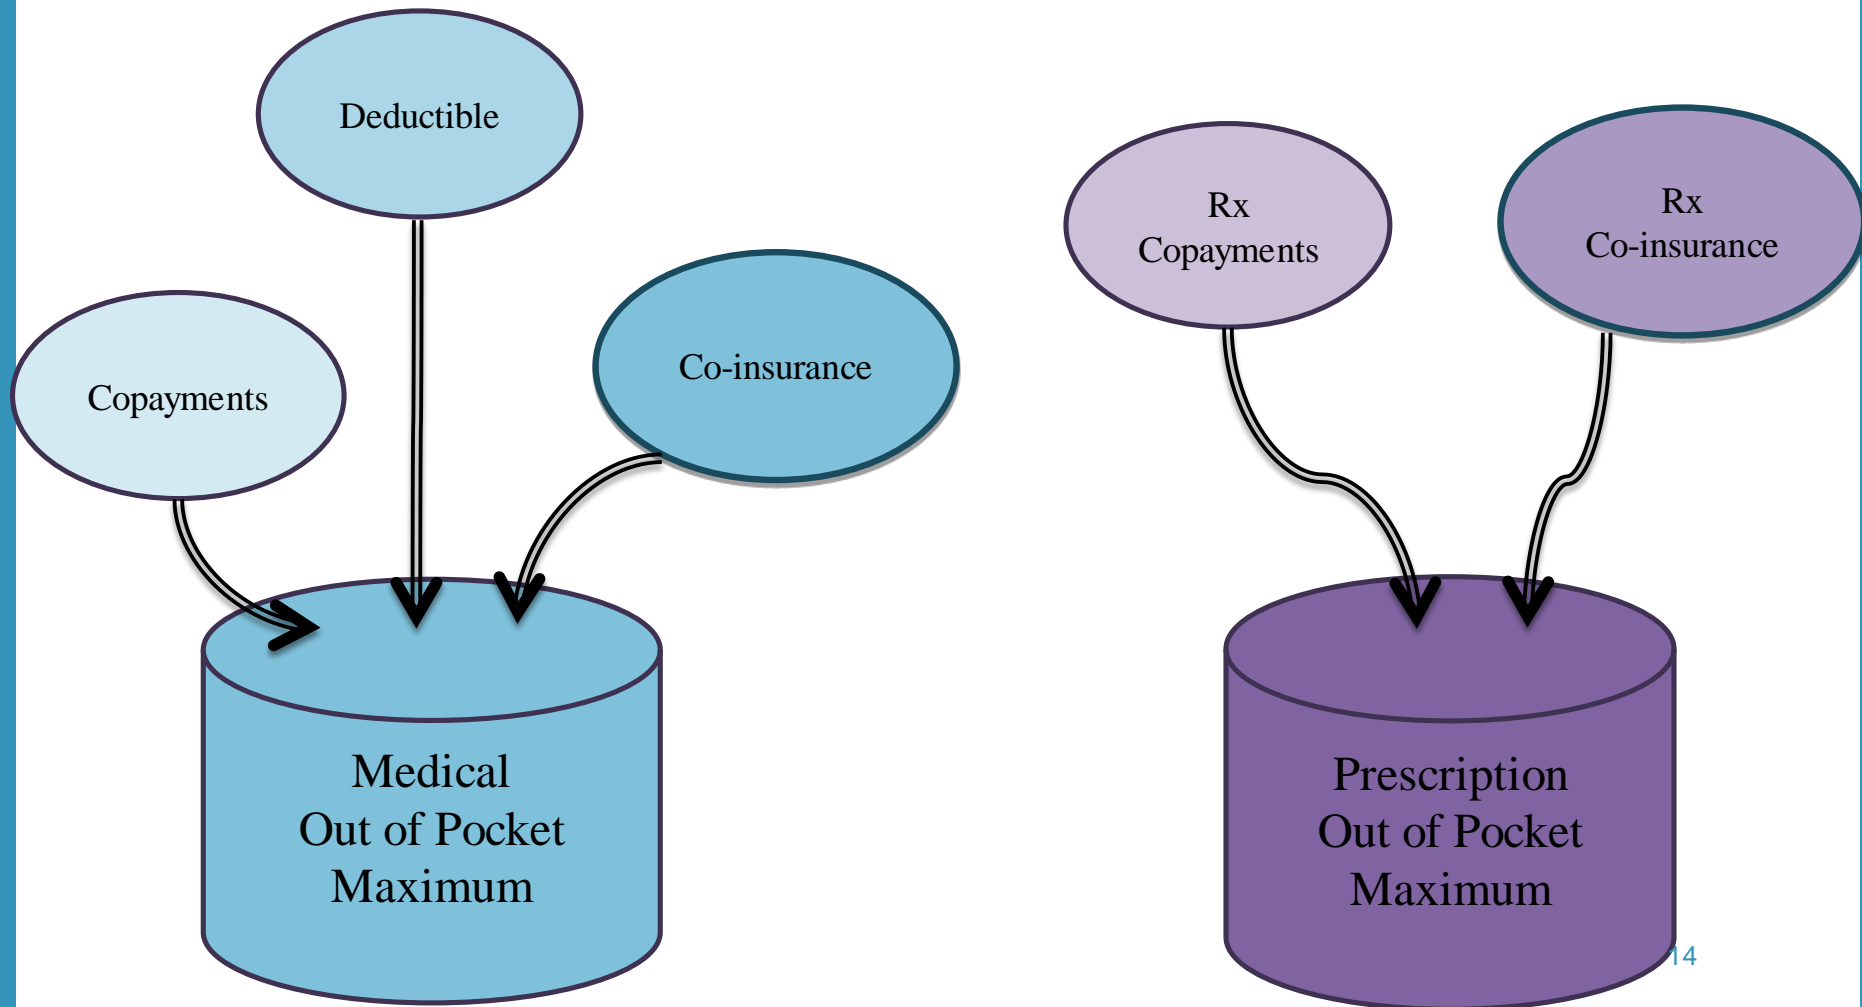 Deductible
Copayments
Co-insurance
Medical
Out of Pocket
Maximum
Rx
Copayments
Rx
Co-insurance
Prescription
Out of Pocket
Maximum
14